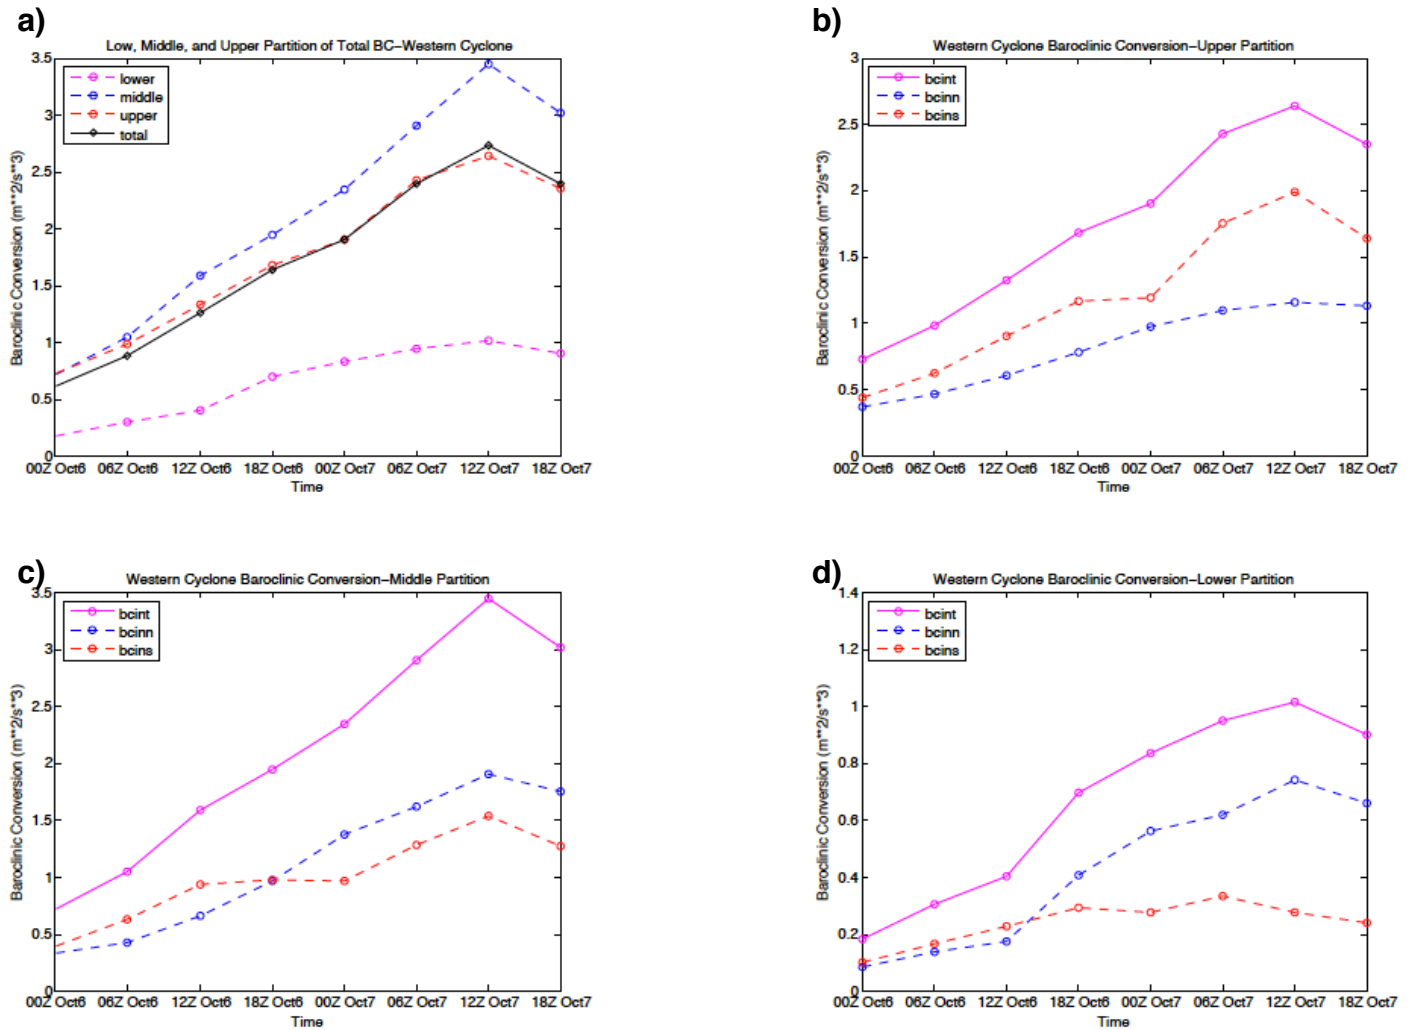 a)
Low, Middle, and Upper Partition of Total BC−Western Cyclone
3.5
3
2.5
2
1.5
1
0.5
0
lower
middle
upper
total
Baroclinic Conversion (m**2/s**3)
00Z Oct6 06Z Oct6 12Z Oct6 18Z Oct6 00Z Oct7 06Z Oct7 12Z Oct7 18Z Oct7
Time
b)
Western Cyclone Baroclinic Conversion−Upper Partition
3
2.5
2
1.5
1
0.5
0
bcint
bcinn
bcins
Baroclinic Conversion (m**2/s**3)
00Z Oct6 06Z Oct6 12Z Oct6 18Z Oct6 00Z Oct7 06Z Oct7 12Z Oct7 18Z Oct7
Time
c)
Western Cyclone Baroclinic Conversion−Middle Partition
3.5
3
2.5
2
1.5
1
0.5
0
bcint
bcinn
bcins
Baroclinic Conversion (m**2/s**3)
00Z Oct6 06Z Oct6 12Z Oct6 18Z Oct6 00Z Oct7 06Z Oct7 12Z Oct7 18Z Oct7
Time
d)
Western Cyclone Baroclinic Conversion−Lower Partition
1.4
1.2
1
0.8
0.6
0.4
0.2
0
bcint
bcinn
bcins
Baroclinic Conversion (m**2/s**3)
00Z Oct6 06Z Oct6 12Z Oct6 18Z Oct6 00Z Oct7 06Z Oct7 12Z Oct7 18Z Oct7
Time